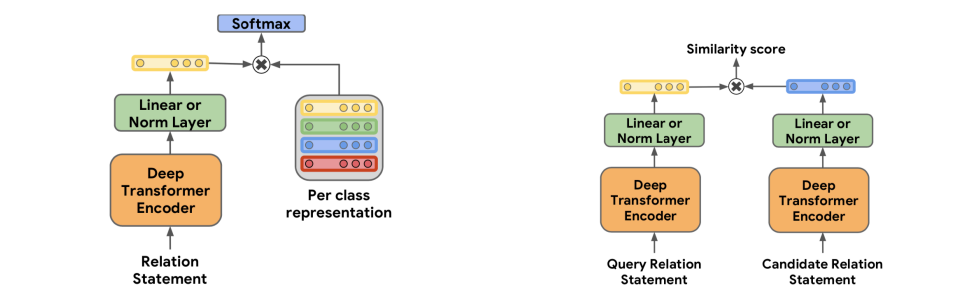 Softmax
Linear or
Norm Layer
Deep
Transformer
Encoder
Relation
Statement
Per class
representation
Similarity score
Linear or
Norm Layer
Deep
Transformer
Encoder
Query Relation
Statement
Linear or
Norm Layer
Deep
Transformer
Encoder
Candidate Relation
Statement